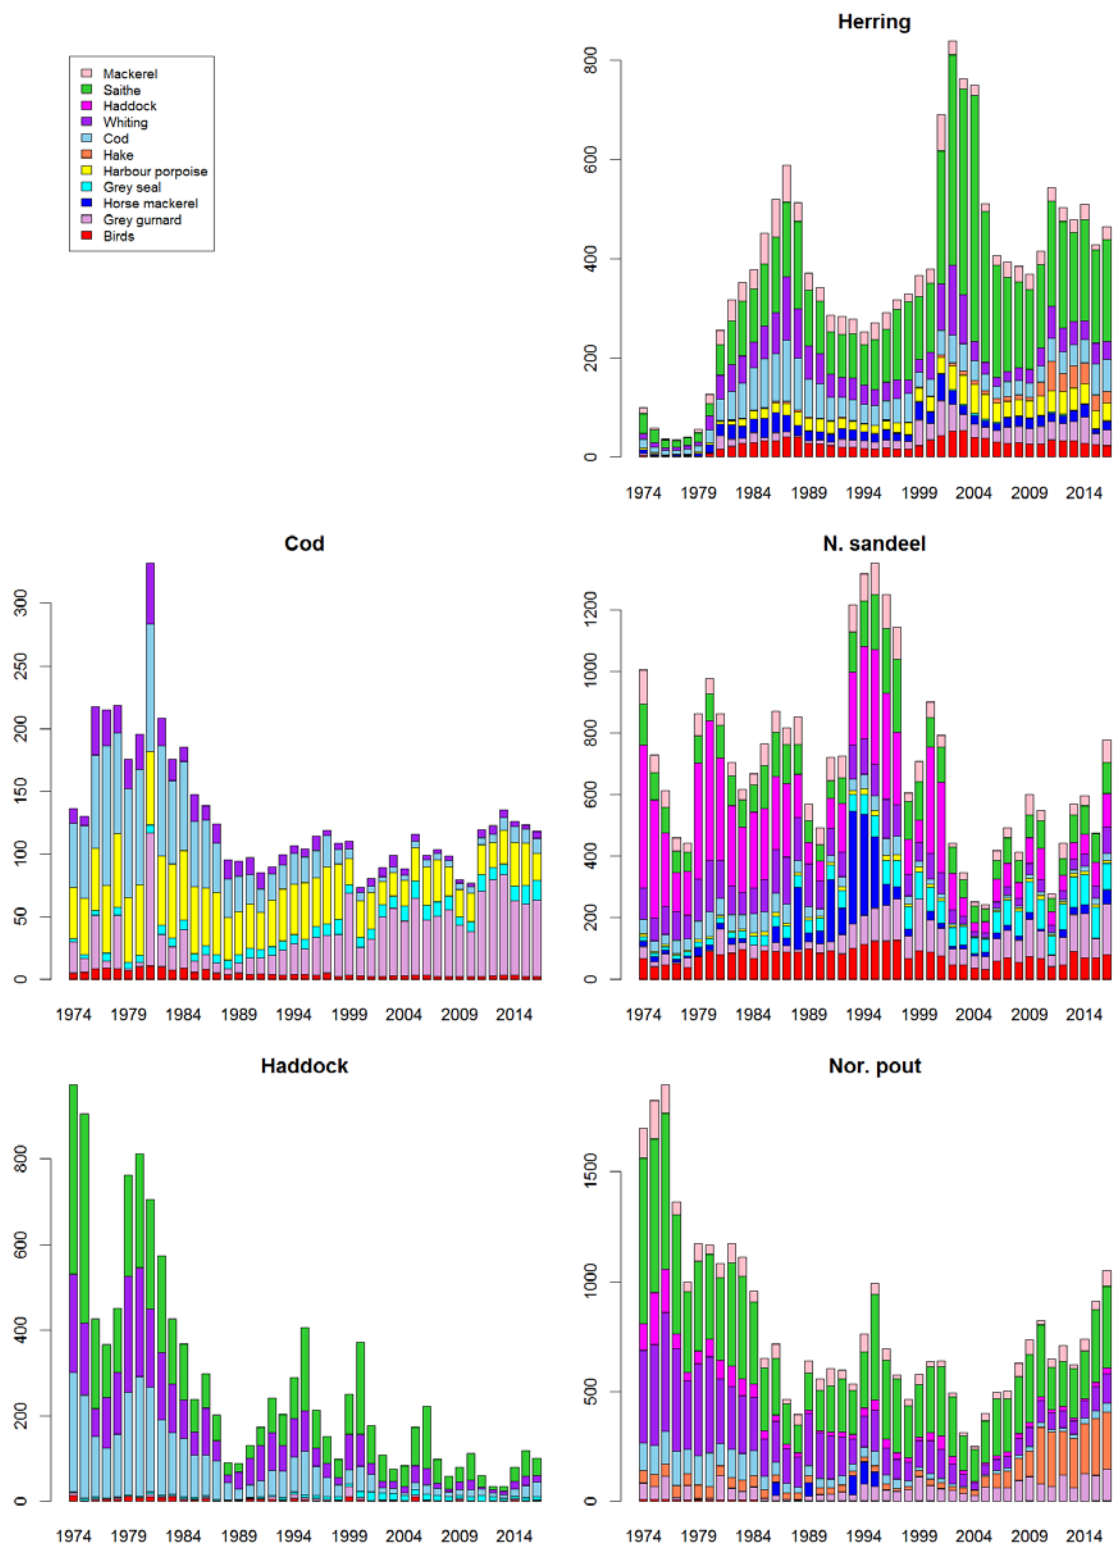 Herring
Mackerel
Saithe
Haddock
Whiting
Cod
Hake
Harbour porpoise
Grey seal
Horse mackerel
Grey gurnard
Birds
800
600
400
200
0
1974 1979 1984 1989 1994 1999 2004 2009 2014
Cod
300
250
200
150
100
50
0
1974 1979 1984 1989 1994 1999 2004 2009 2014
N. sandeel
1200
1000
800
600
400
200
0
1974 1979 1984 1989 1994 1999 2004 2009 2014
Haddock
800
600
400
200
0
1974 1979 1984 1989 1994 1999 2004 2009 2014
Nor. pout
1500
1000
500
0
1974 1979 1984 1989 1994 1999 2004 2009 2014